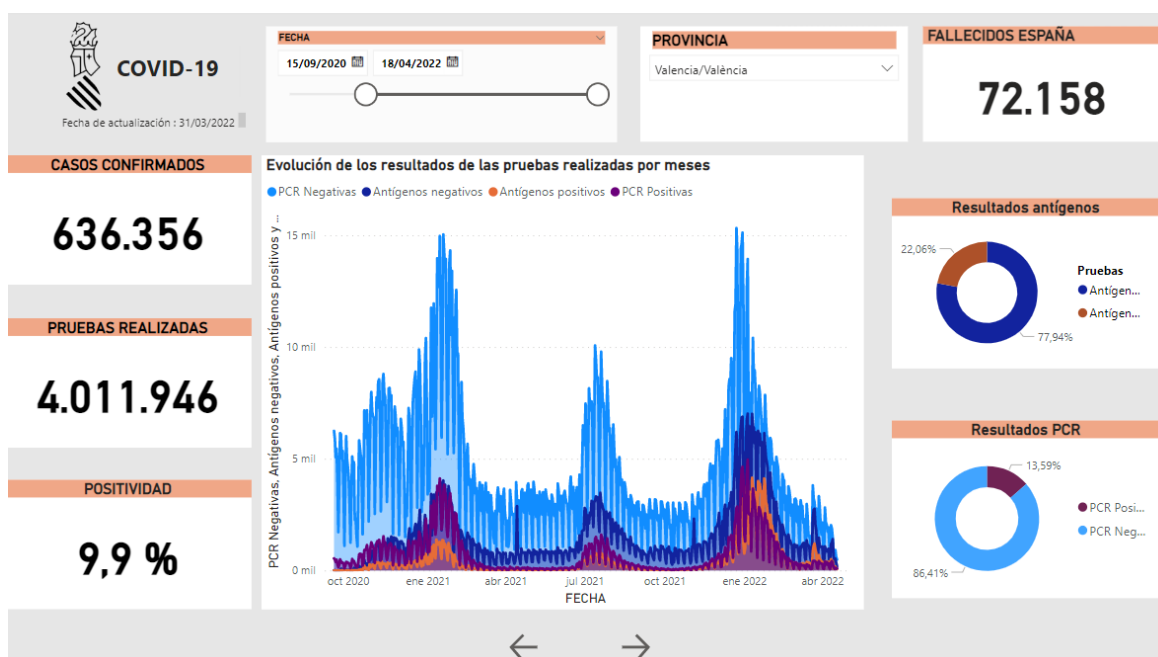 COVID-19
Fecha de actualización : 31/03/2022
FECHA
15/09/2020 18/04/2022
PROVINCIA
Valencia/València
FALLECIDOS ESPAÑA
72.158
CASOS CONFIRMADOS
636.356
PRUEBAS REALIZADAS
4.011.946
POSITIVIDAD
9,9 %
Evolución de los resultados de las pruebas realizadas por meses
PCR Negativas Antígenos negativos Antígenos positivos PCR Positivas
PCR Negativas, Antígenos negativos, Antígenos positivos y ...
15 mil
10 mil
5 mil
0 mil
oct 2020 ene 2021 abr 2021 jul 2021 oct 2021 ene 2022 abr 2022
FECHA
Resultados antígenos
22,06%
77,94%
Pruebas
Antígen...
Antígen...
Resultados PCR
13,59%
86,41%
PCR Posi...
PCR Neg...